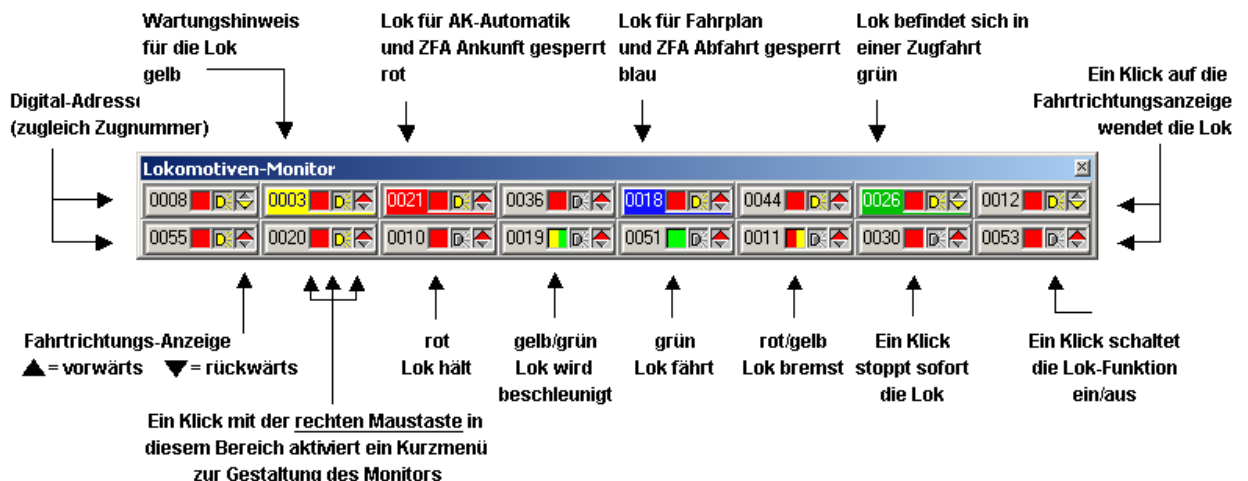 Wartungshinweis
für die Lok
gelb
Lok für AK-Automatik
und ZFA Ankunft gesperrt
rot
Lok für Fahrplan
und ZFA Abfahrt gesperrt
blau
Lok befindet sich in
einer Zugfahrt
grün
Ein Klick auf die
Fahrtrichtungsanzeige
wendet die Lok
Digital-Adresse
(zugleich Zugnummer)
Lokomotiven-Monitor
0008 D 0003 D 0021 D 0036 D 0018 D 0044 D 0026 D 0012 D
0055 D 0020 D 0010 D 0019 D 0051 D 0011 D 0030 D 0053 D
Fahrtrichtungs-Anzeige
▲= vorwärts ▼= rückwärts
rot
Lok hält
gelb/grün
Lok wird
beschleunigt
grün
Lok fährt
rot/gelb
Lok bremst
Ein Klick
stoppt sofort
die Lok
Ein Klick schaltet
die Lok-Funktion
ein/aus
Ein Klick mit der rechten Maustaste in
diesem Bereich aktiviert ein Kurzmenü
zur Gestaltung des Monitors